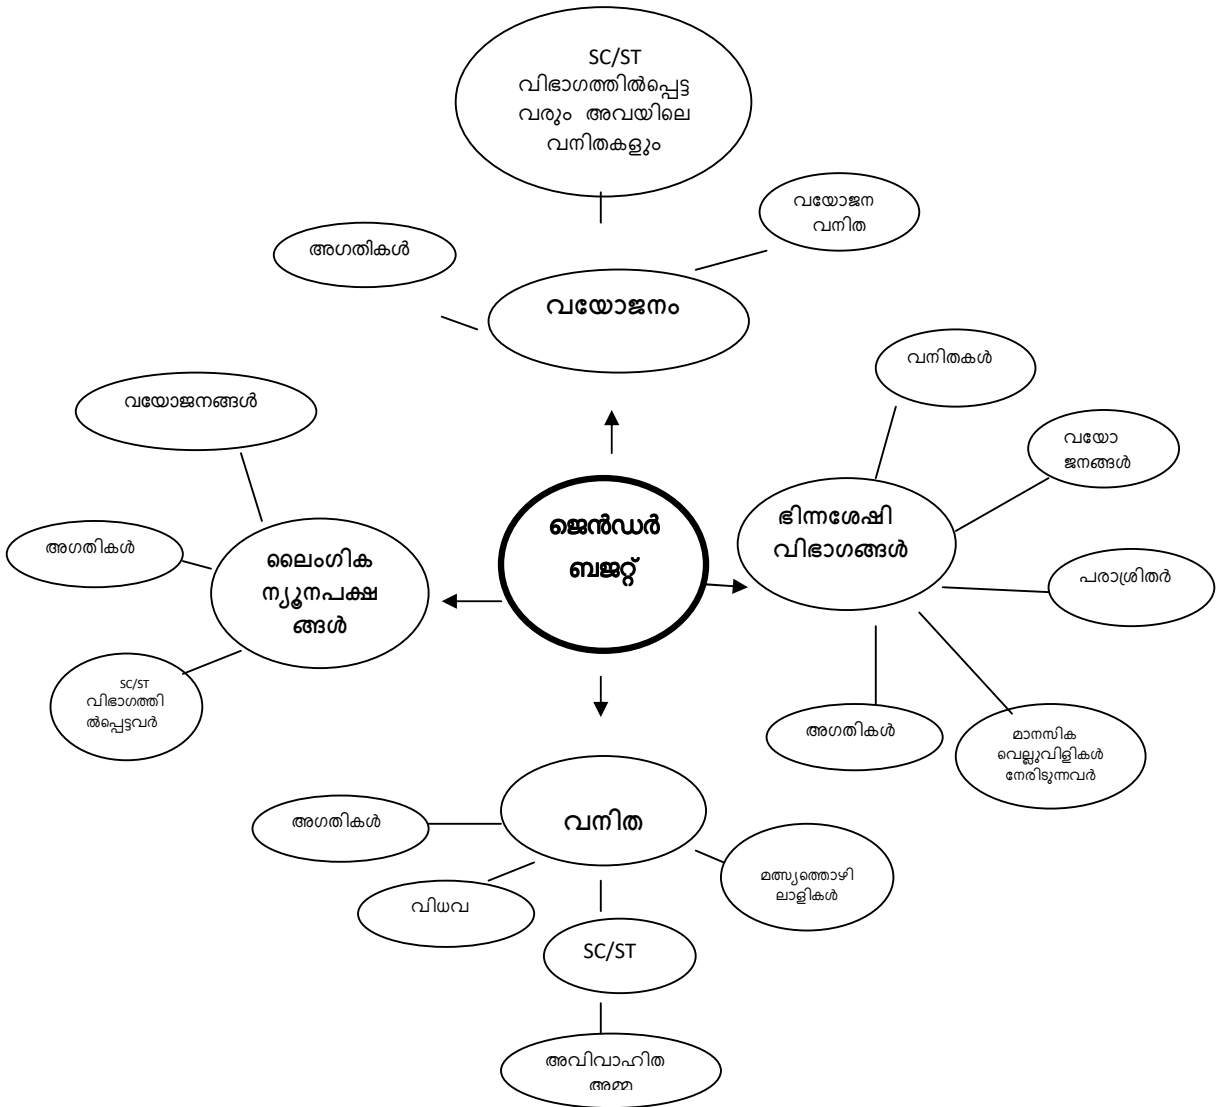 SC/ST
വിഭാഗത്തിൽപ്പെട്ട
വരും അവയിലെ
വനിതകളും
വയോജന
വനിത
അഗതികൾ
വയോജനം
വനിതകൾ
വയോജനങ്ങൾ
വയോ
ജനങ്ങൾ
ഭിന്നശേഷി
വിഭാഗങ്ങൾ
ജെൻഡർ
ബജറ്റ്
അഗതികൾ
ലൈംഗിക
ന്യൂനപക്ഷ
ങ്ങൾ
പരാശ്രിതർ
SC/ST
വിഭാഗത്തി
ൽപ്പെട്ടവർ
അഗതികൾ
മാനസിക
വെല്ലുവിളികൾ
നേരിടുന്നവർ
അഗതികൾ
വനിത
മത്സ്യത്തൊഴി
ലാളികൾ
വിധവ
SC/ST
അവിവാഹിത
അമ്മ